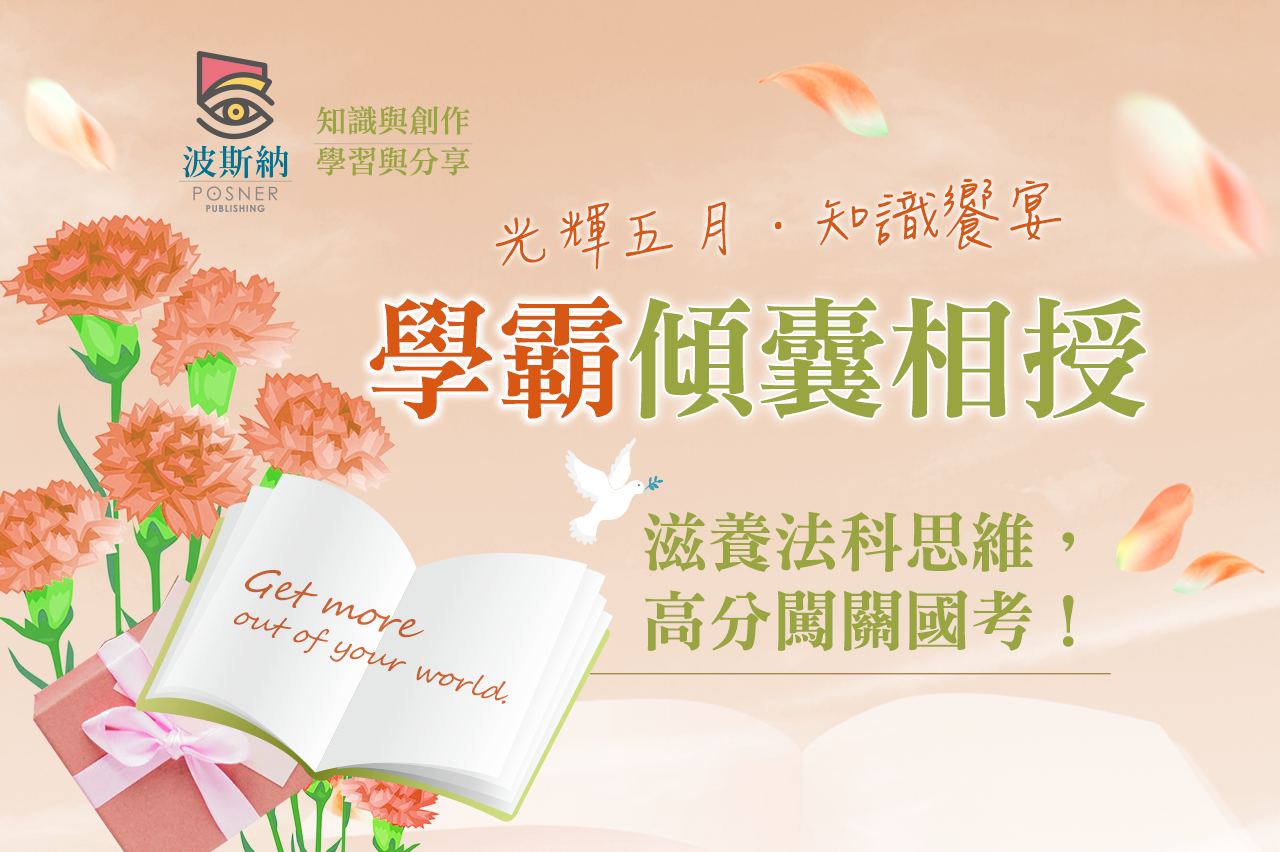 波斯納
POSNER
PUBLISHING
知識與創作
學習與分享
光輝五月・知識饗宴
學霸傾囊相授
滋養法科思維，
高分闖關國考！
Get more
out of your world.